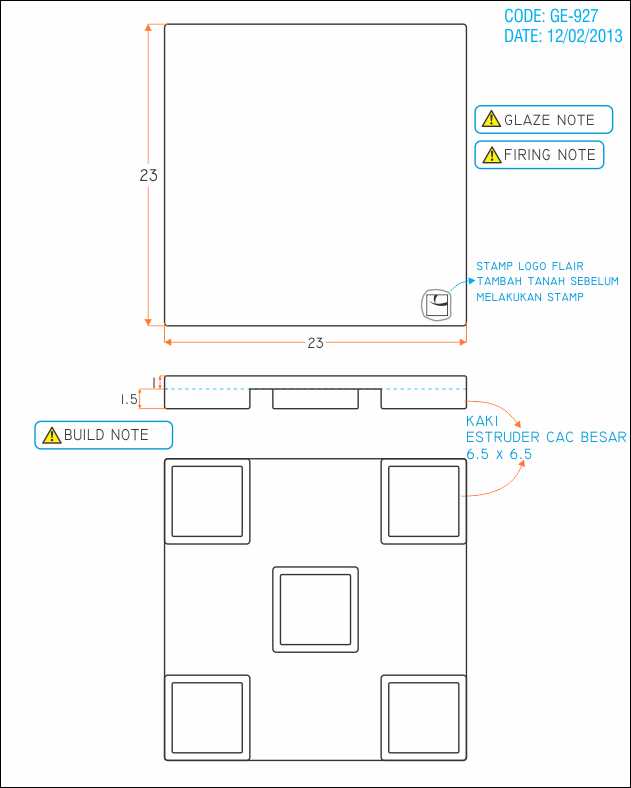 CODE: GE-927
DATE: 12/02/2013
GLAZE NOTE
FIRING NOTE
23
STAMP LOGO FLAIR
TAMBAH TANAH SEBELUM
MELAKUKAN STAMP
23
1
1.5
KAKI
ESTRUDER CAC BESAR
6.5 x 6.5
BUILD NOTE